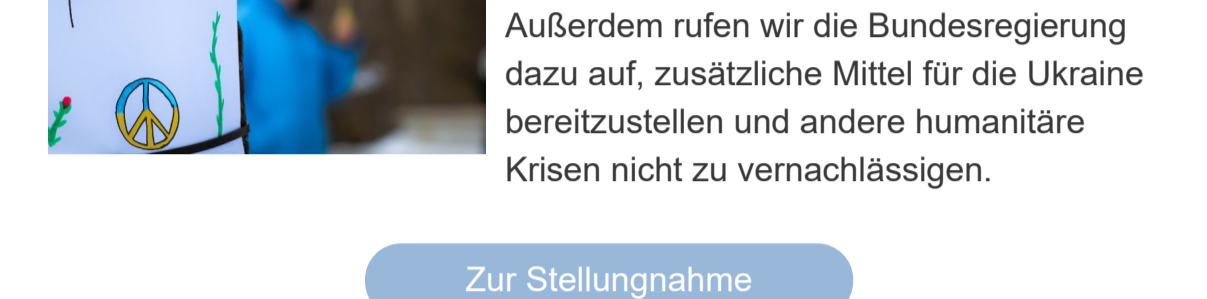 Außerdem rufen wir die Bundesregierung
dazu auf, zusätzliche Mittel für die Ukraine
bereitzustellen und andere humanitäre
Krisen nicht zu vernachlässigen.
Zur Stellungnahme